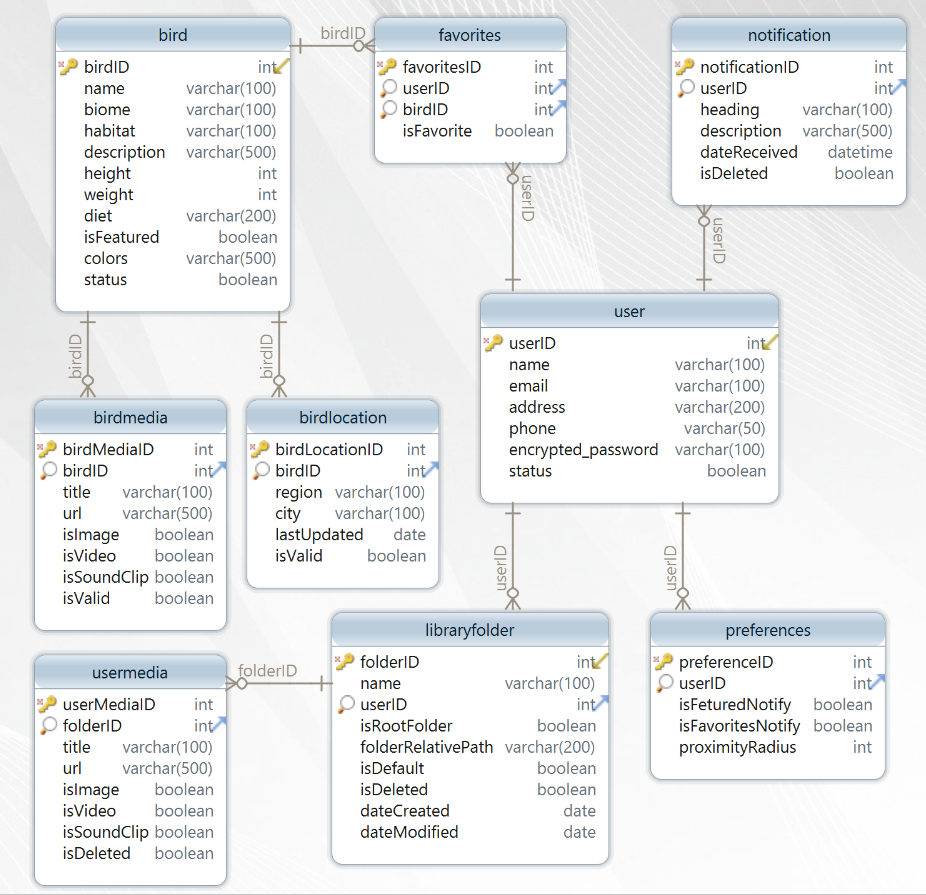 bird
birdID int
name varchar(100)
biome varchar(100)
habitat varchar(100)
description varchar(500)
height int
weight int
diet varchar(200)
isFeatured boolean
colors varchar(500)
status boolean
birdID
favorites
favoritesID int
userID int
birdID int
isFavorite boolean
notification
notificationID int
userID int
heading varchar(100)
description varchar(500)
dateReceived datetime
isDeleted boolean
userID
userID
user
userID int
name varchar(100)
email varchar(100)
address varchar(200)
phone varchar(50)
encrypted_password varchar(100)
status boolean
birdID
birdID
birdmedia
birdMediaID int
birdID int
title varchar(100)
url varchar(500)
isImage boolean
isVideo boolean
isSoundClip boolean
isValid boolean
birdlocation
birdLocationID int
birdID int
region varchar(100)
city varchar(100)
lastUpdated date
isValid boolean
userID
userID
usermedia
userMediaID int
folderID int
title varchar(100)
url varchar(500)
isImage boolean
isVideo boolean
isSoundClip boolean
isDeleted boolean
folderID
libraryfolder
folderID int
name varchar(100)
userID int
isRootFolder boolean
folderRelativePath varchar(200)
isDefault boolean
isDeleted boolean
dateCreated date
dateModified date
preferences
preferenceID int
userID int
isFeturedNotify boolean
isFavoritesNotify boolean
proximityRadius int